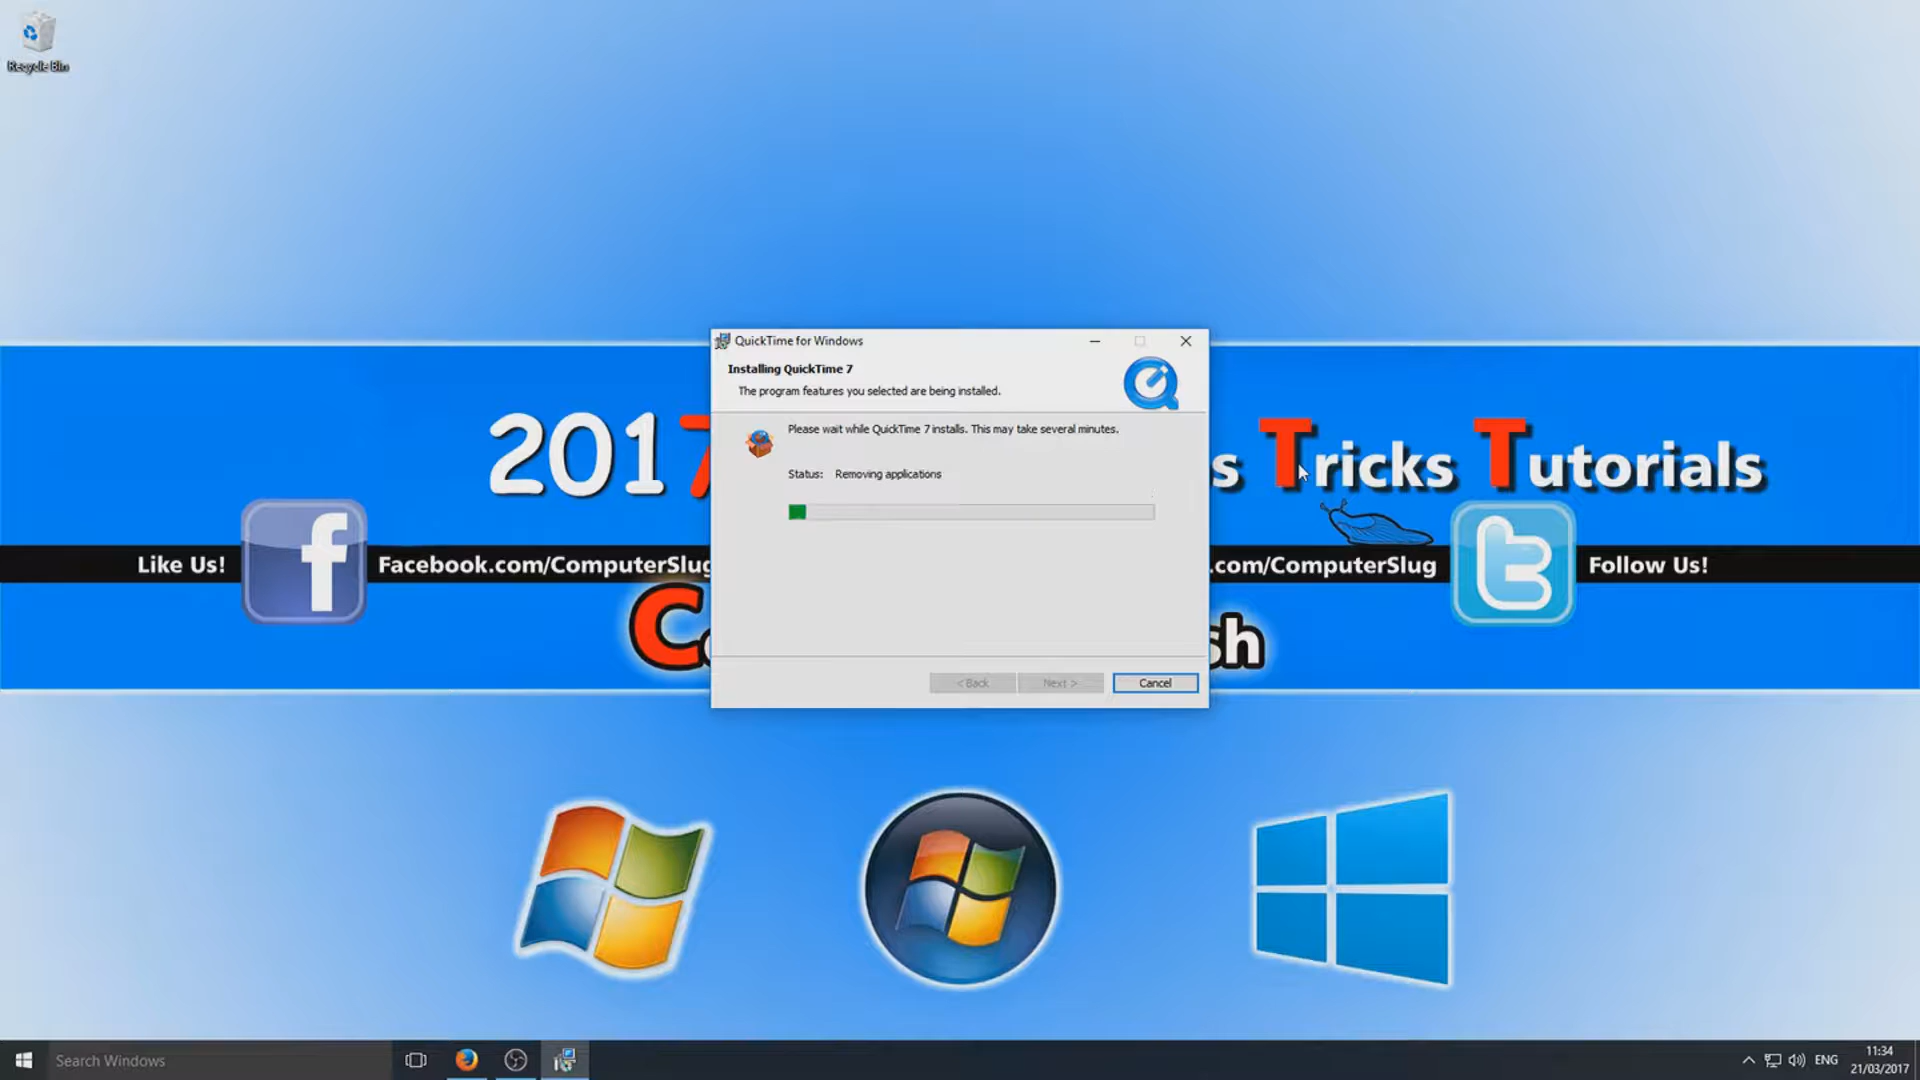 Recycle Bin
QuickTime for Windows
Installing QuickTime 7
The program features you selected are being installed.
Please wait while QuickTime 7 installs. This may take several minutes.
Status: Removing applications
< Back Next > Cancel
2017 s Tricks Tutorials
Like Us! Facebook.com/ComputerSlug .com/ComputerSlug Follow Us!
C sh
Search Windows
ENG
11:34
21/03/2017